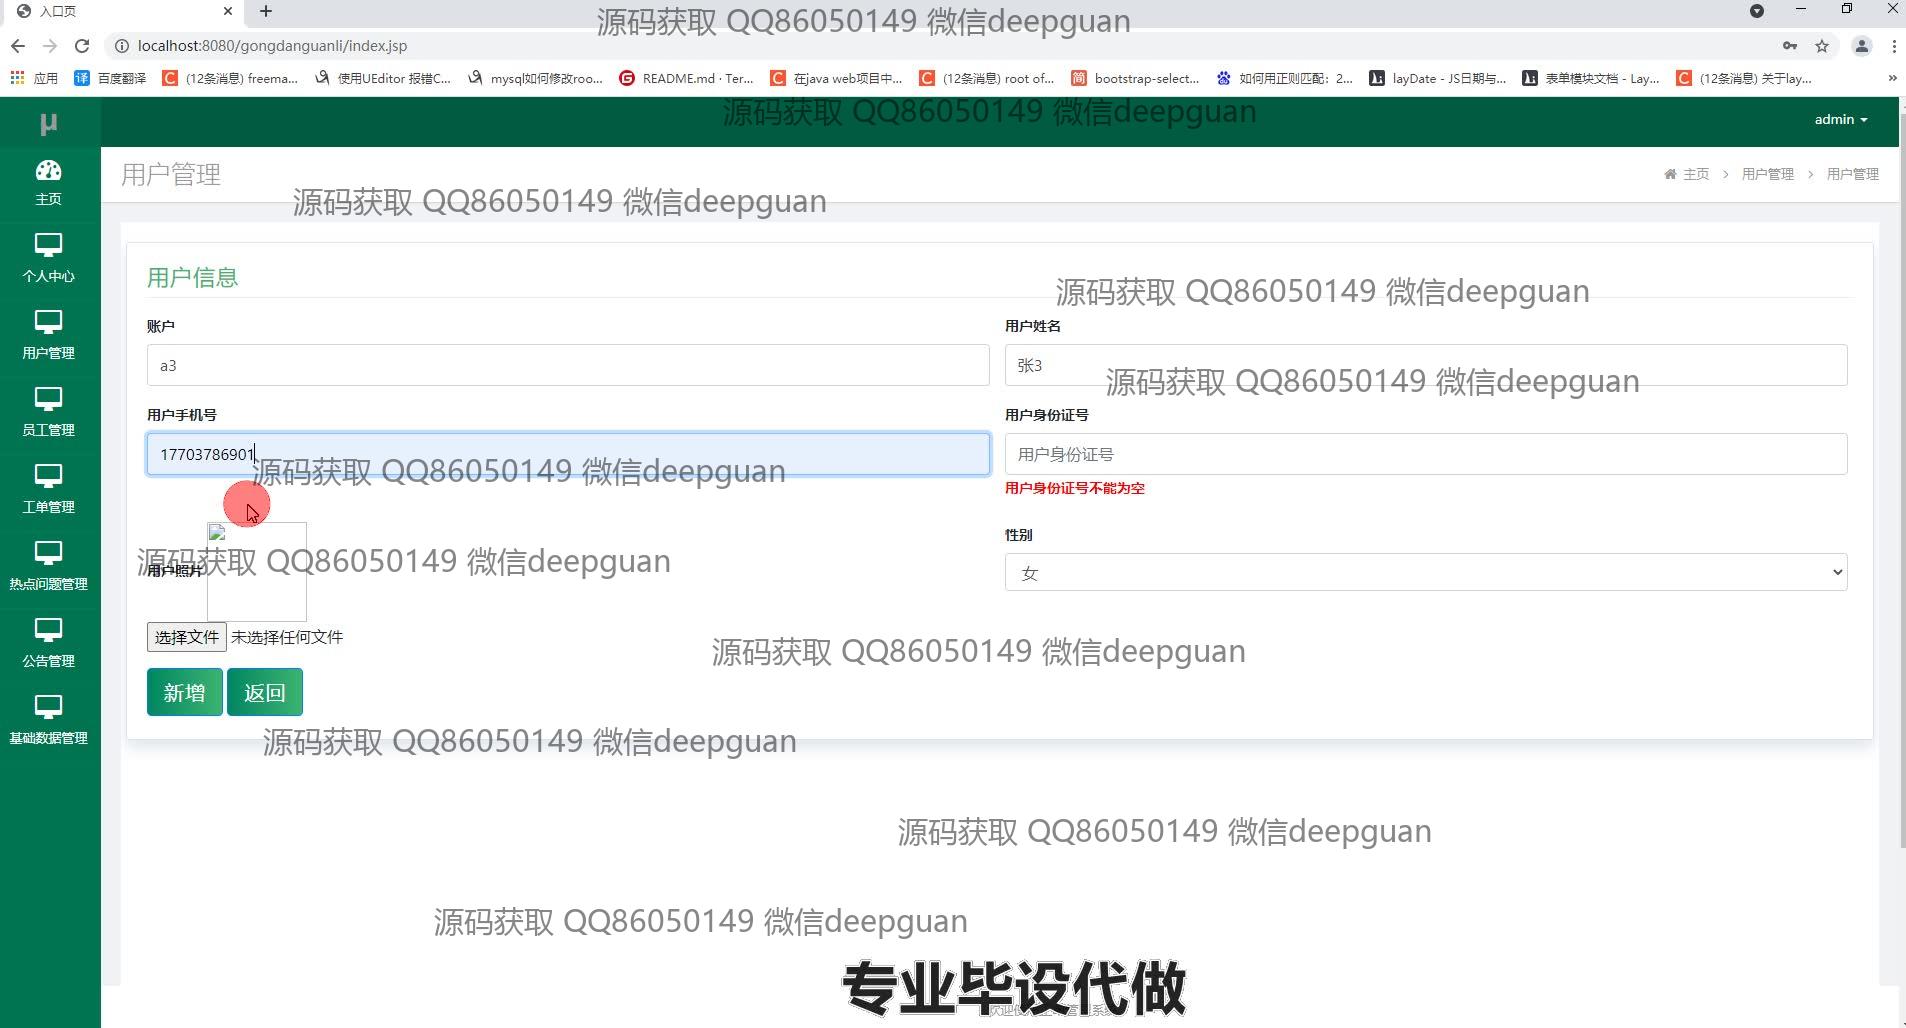 入口页
源码获取 QQ86050149 微信deepguan
localhost:8080/gongdanguanli/index.jsp
应用
百度翻译
(12条消息) freema...
使用UEditor 报错C...
mysql如何修改roo...
README.md · Ter...
在java web项目中...
(12条消息) root of...
bootstrap-select...
如何用正则匹配：2...
layDate - JS日期与...
表单模块文档 - Lay...
(12条消息) 关于lay...
»
源码获取 QQ86050149 微信deepguan
μ
admin
主页
个人中心
用户管理
员工管理
工单管理
热点问题管理
公告管理
基础数据管理
用户管理
主页 > 用户管理 > 用户管理
源码获取 QQ86050149 微信deepguan
用户信息
源码获取 QQ86050149 微信deepguan
账户
用户姓名
a3
张3
源码获取 QQ86050149 微信deepguan
用户手机号
用户身份证号
17703786901
用户身份证号
源码获取 QQ86050149 微信deepguan
用户身份证号不能为空
性别
源码获取 QQ86050149 微信deepguan
用户照片
女
选择文件 未选择任何文件
源码获取 QQ86050149 微信deepguan
新增 返回
源码获取 QQ86050149 微信deepguan
源码获取 QQ86050149 微信deepguan
源码获取 QQ86050149 微信deepguan
专业毕设代做